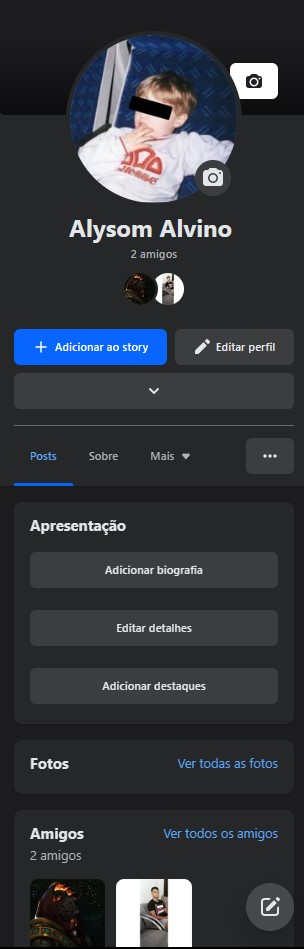 Alysom Alvino
2 amigos
Adicionar ao story
Editar perfil
Posts
Sobre
Mais
Apresentação
Adicionar biografia
Editar detalhes
Adicionar destaques
Fotos
Ver todas as fotos
Amigos
Ver todos os amigos
2 amigos